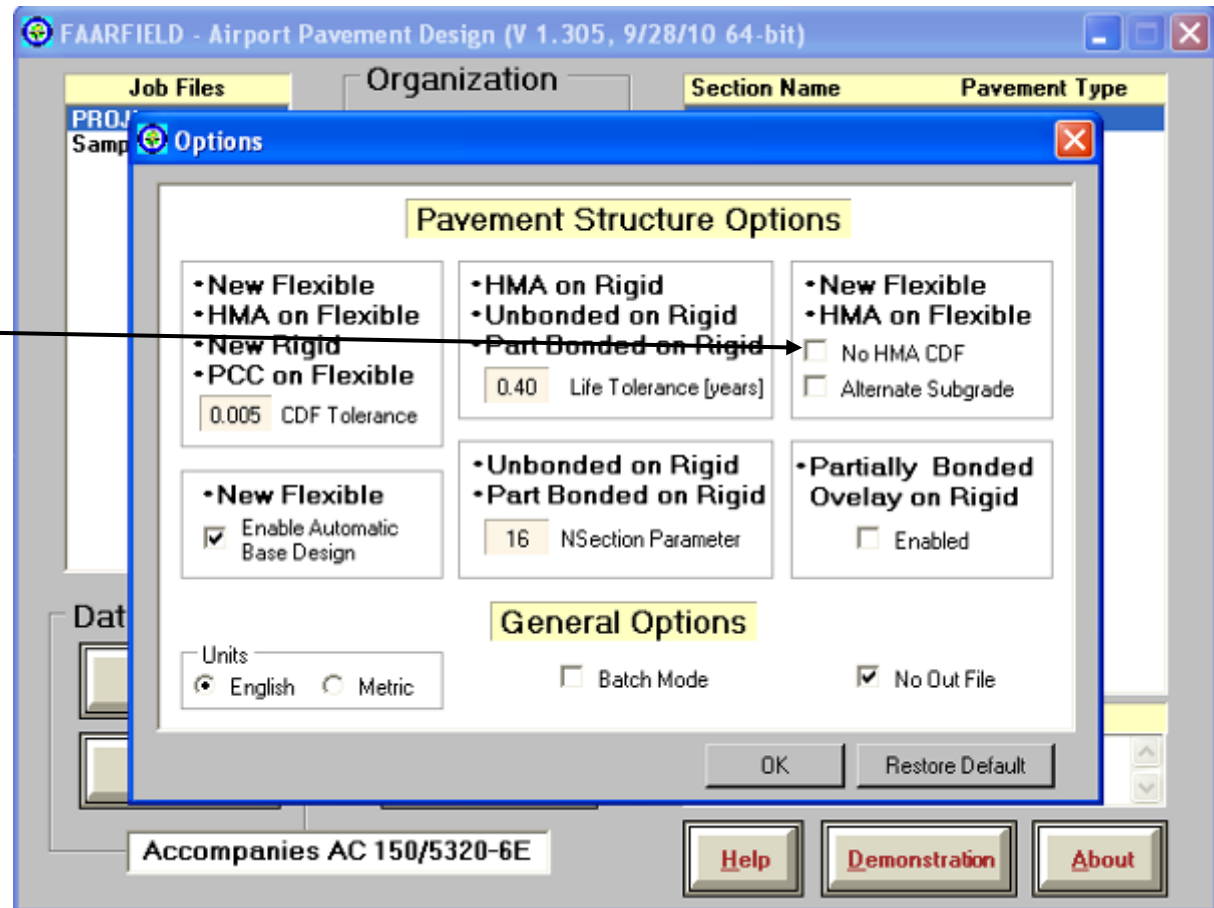 FAARFIELD - Airport Pavement Design (V 1.305, 9/28/10 64-bit)
Job Files
Organization
Section Name
Pavement Type
PROJ
Samp
Options
Pavement Structure Options
•New Flexible
•HMA on Flexible
•New Rigid
•PCC on Flexible
0.005 CDF Tolerance
•HMA on Rigid
•Unbonded on Rigid
•Part Bonded on Rigid
0.40 Life Tolerance [years]
•New Flexible
•HMA on Flexible
No HMA CDF
Alternate Subgrade
•New Flexible
Enable Automatic
Base Design
•Unbonded on Rigid
•Part Bonded on Rigid
16 NSection Parameter
•Partially Bonded
Ovelay on Rigid
Enabled
General Options
Units
English Metric
Batch Mode
No Out File
OK
Restore Default
Dat
Accompanies AC 150/5320-6E
Help
Demonstration
About